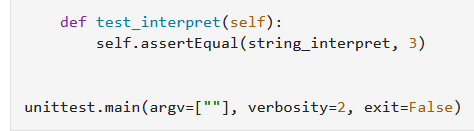 def test_interpret(self):
self.assertEqual(string_interpret, 3)
unittest.main(argv=[""], verbosity=2, exit=False)